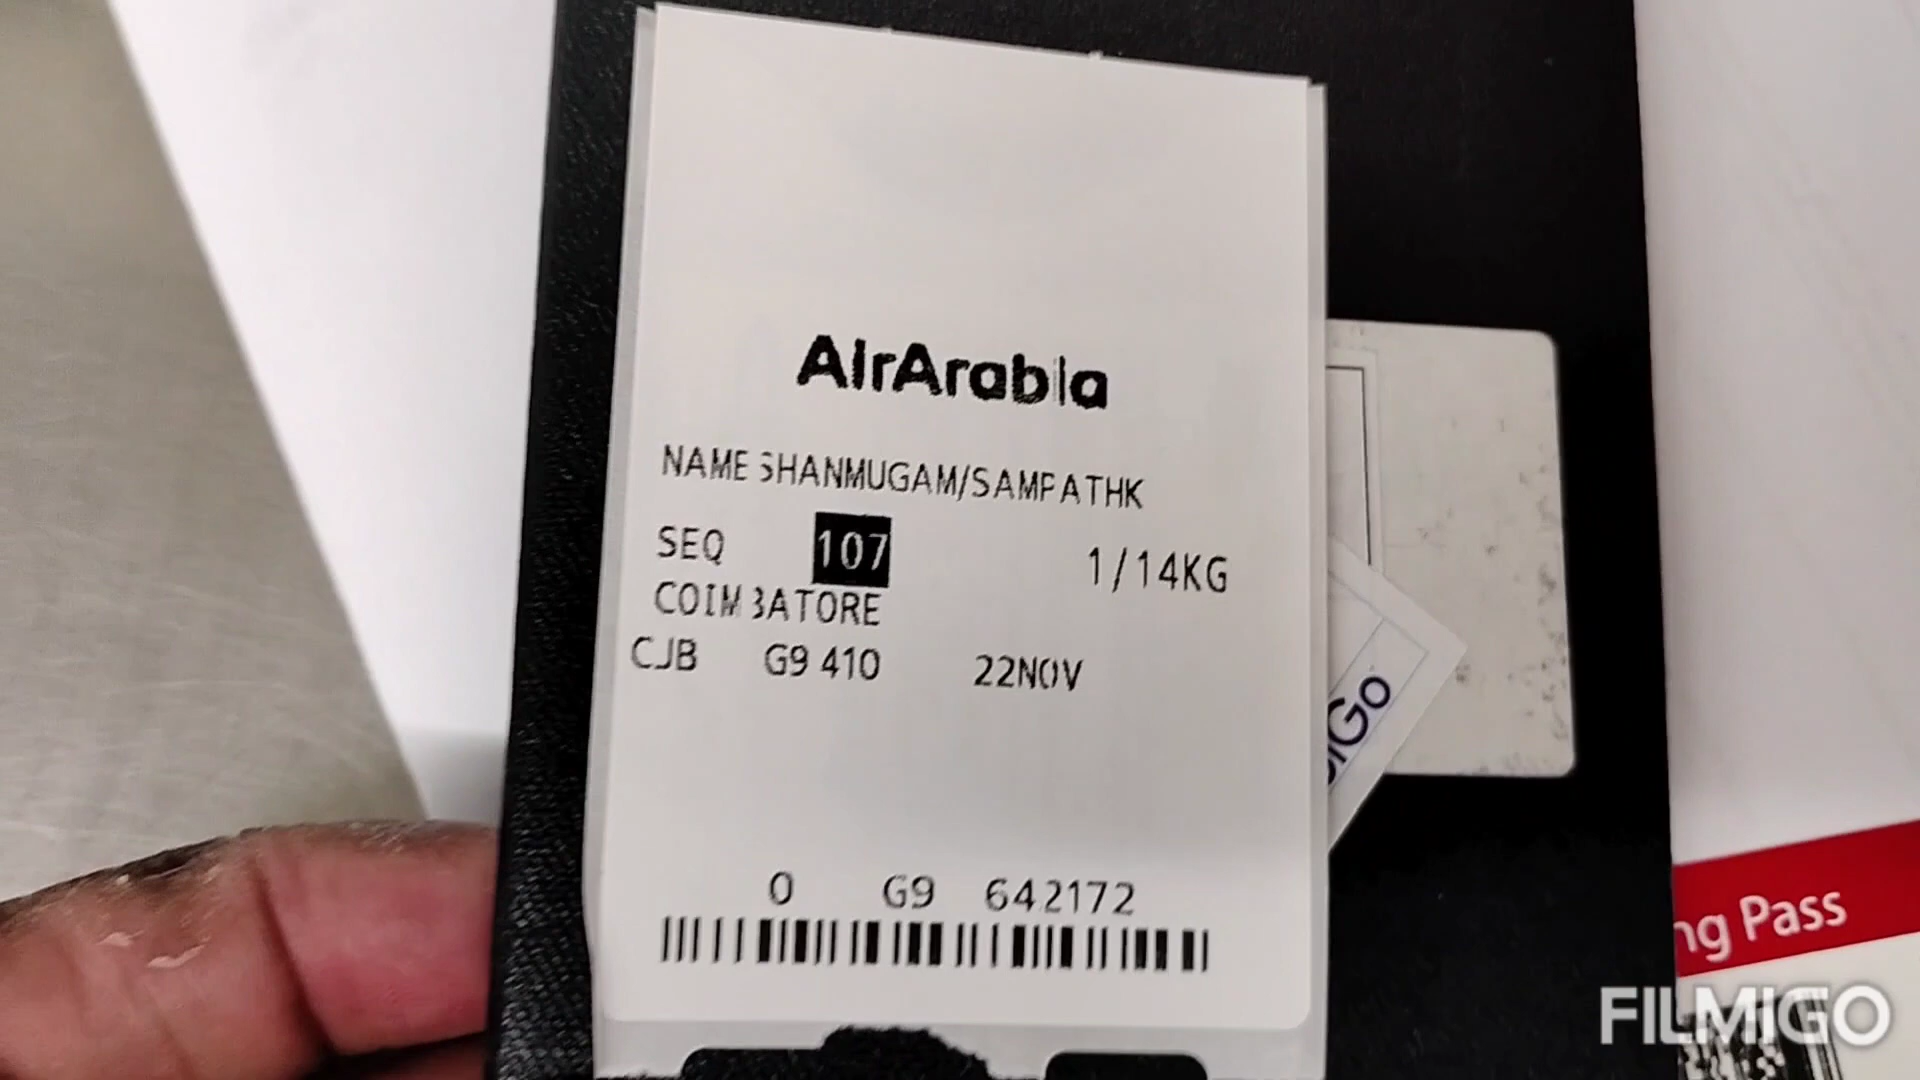 AirArabia
NAME SHANMUGAM/SAMPATHK
SEQ 107 1/14KG
COIMBATORE
CJB G9 410 22NOV
0 G9 642172
iGo
ng Pass
FILMIGO